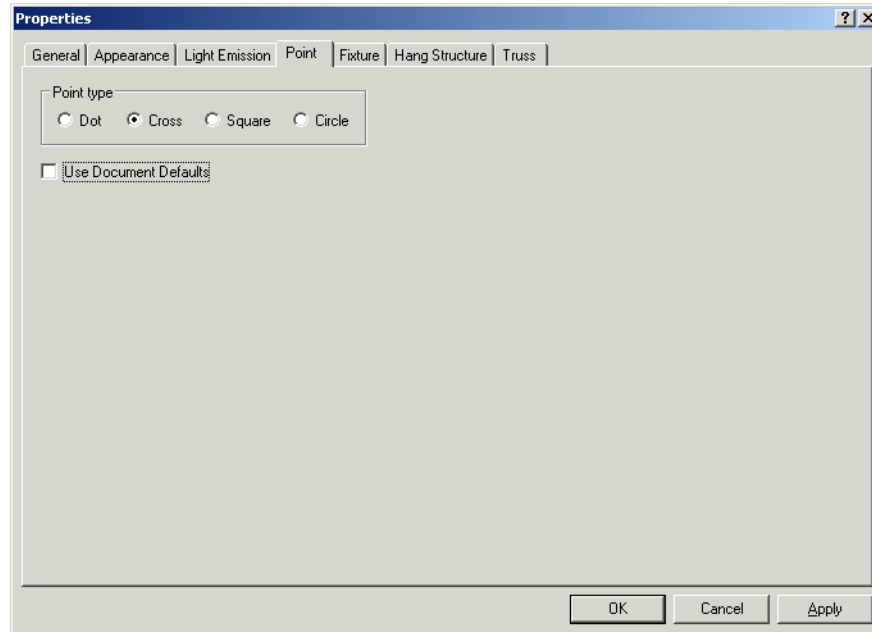 Properties
General Appearance Light Emission Point Fixture Hang Structure Truss
Point type
Dot Cross Square Circle
Use Document Defaults
OK Cancel Apply